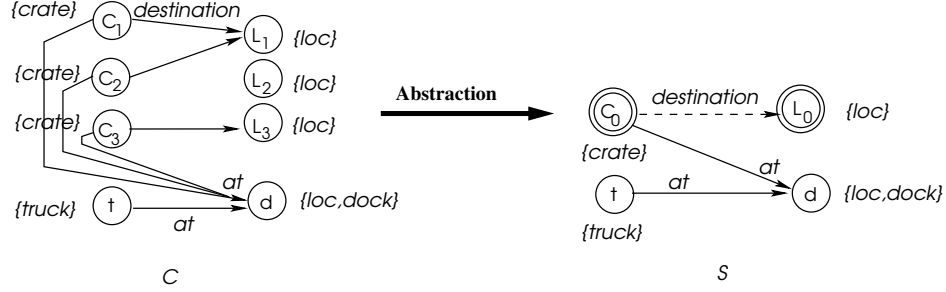 {crate} C1 destination L1 {loc}
{crate} C2 L2 {loc}
{crate} C3 L3 {loc}
at
{truck} t at d {loc,dock}
C
Abstraction
C0 destination L0 {loc}
{crate}
at
t at d {loc,dock}
{truck}
S